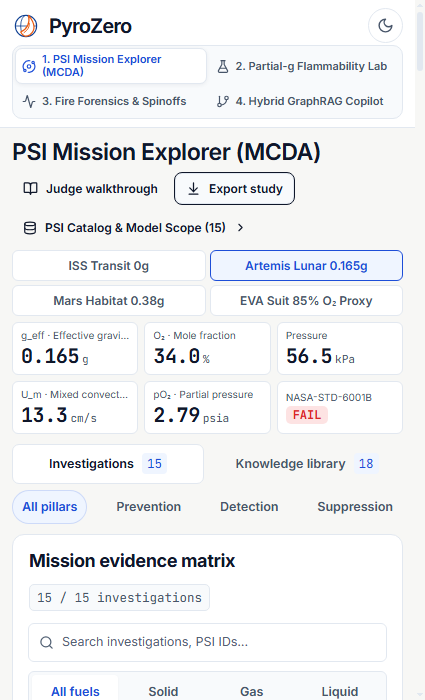 PyroZero
1. PSI Mission Explorer
(MCDA)
2. Partial-g Flammability Lab
3. Fire Forensics & Spinoffs
4. Hybrid GraphRAG Copilot
PSI Mission Explorer (MCDA)
Judge walkthrough
Export study
PSI Catalog & Model Scope (15)
ISS Transit 0g
Artemis Lunar 0.165g
Mars Habitat 0.38g
EVA Suit 85% O₂ Proxy
g_eff · Effective gravi...
0.165 g
O₂ · Mole fraction
34.0 %
Pressure
56.5 kPa
U_m · Mixed convect...
13.3 cm/s
pO₂ · Partial pressure
2.79 psia
NASA-STD-6001B
FAIL
Investigations 15
Knowledge library 18
All pillars
Prevention
Detection
Suppression
Mission evidence matrix
15 / 15 investigations
Search investigations, PSI IDs...
All fuels
Solid
Gas
Liquid